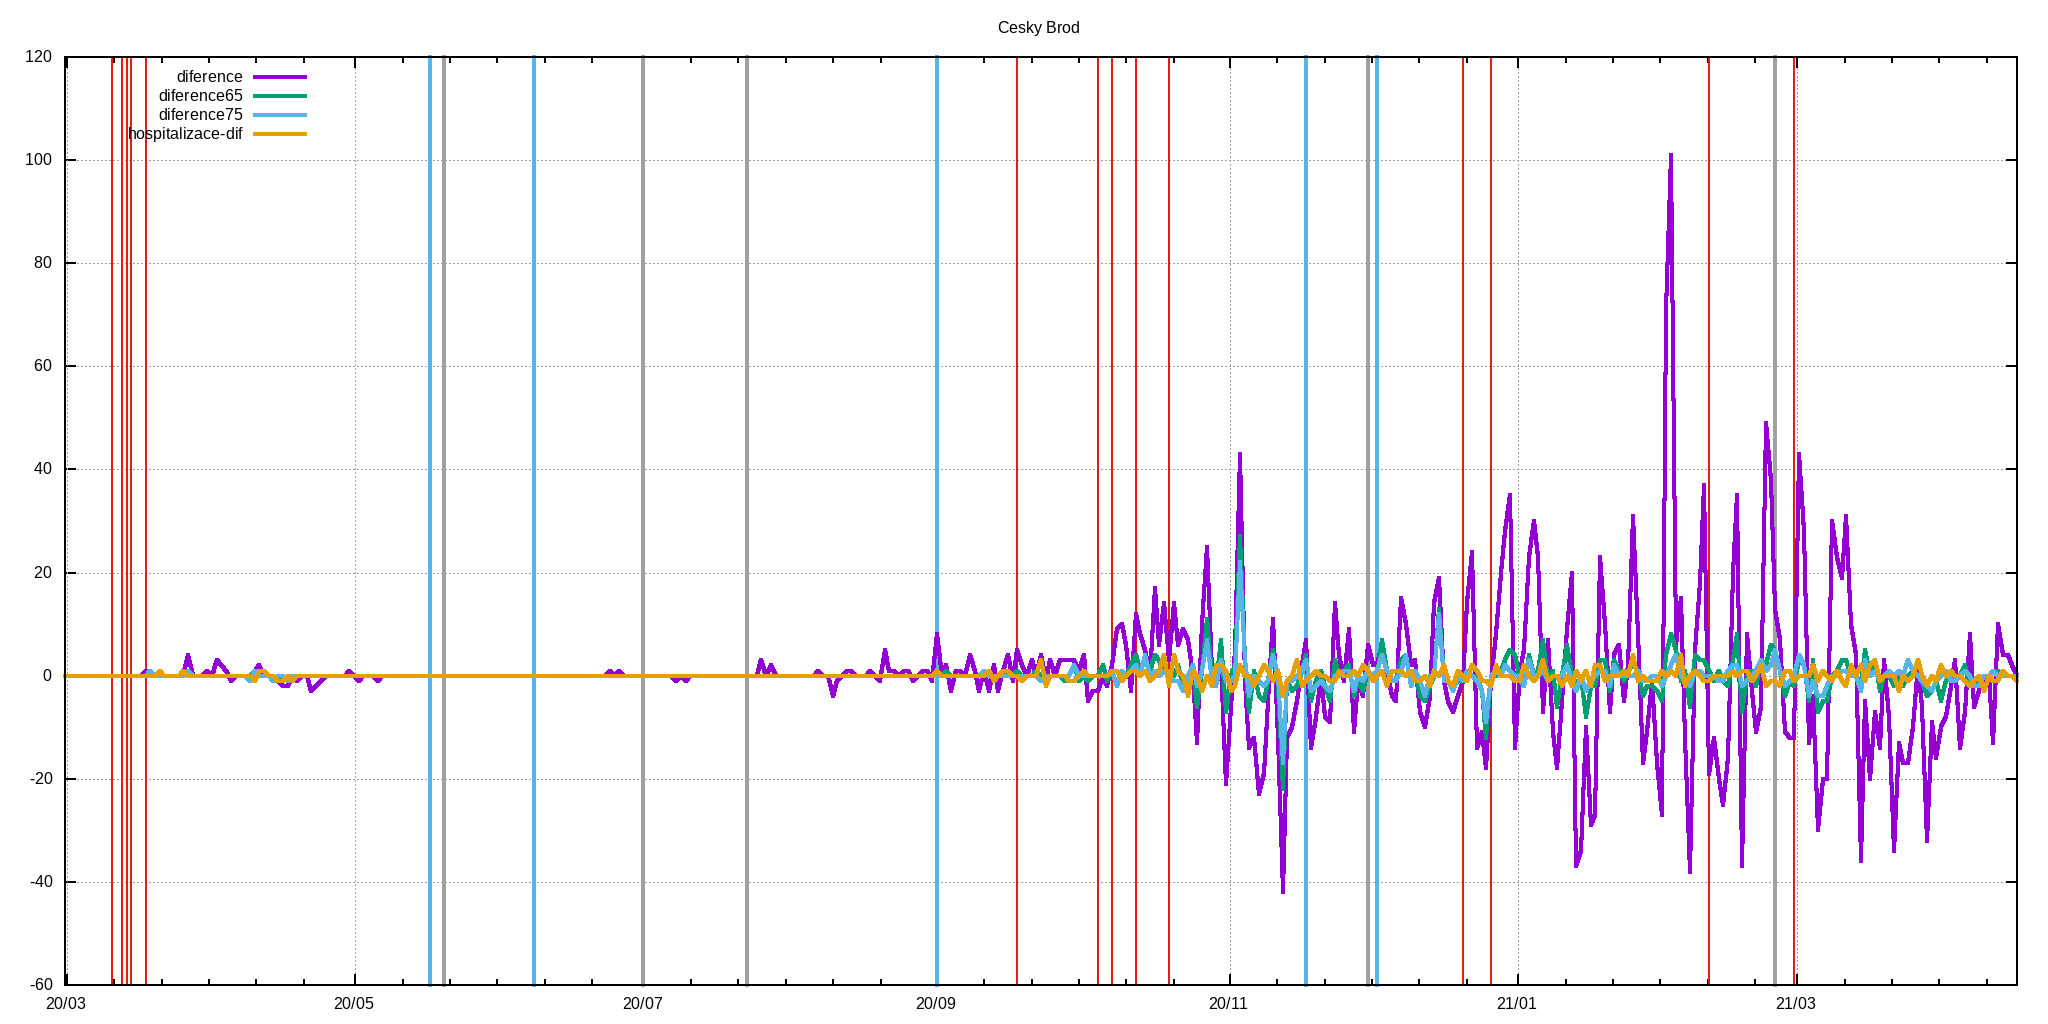 Cesky Brod
120
100
80
60
40
20
0
-20
-40
-60
diference
diference65
diference75
hospitalizace-dif
20/03 20/05 20/07 20/09 20/11 21/01 21/03